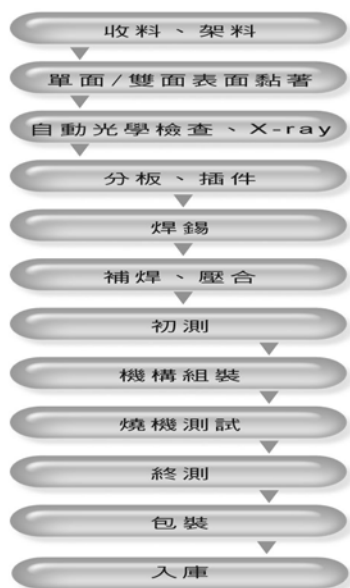 收料、架料
單面/雙面表面黏著
自動光學檢查、X-ray
分板、插件
焊錫
補焊、壓合
初測
機構組裝
燒機測試
終測
包裝
入庫